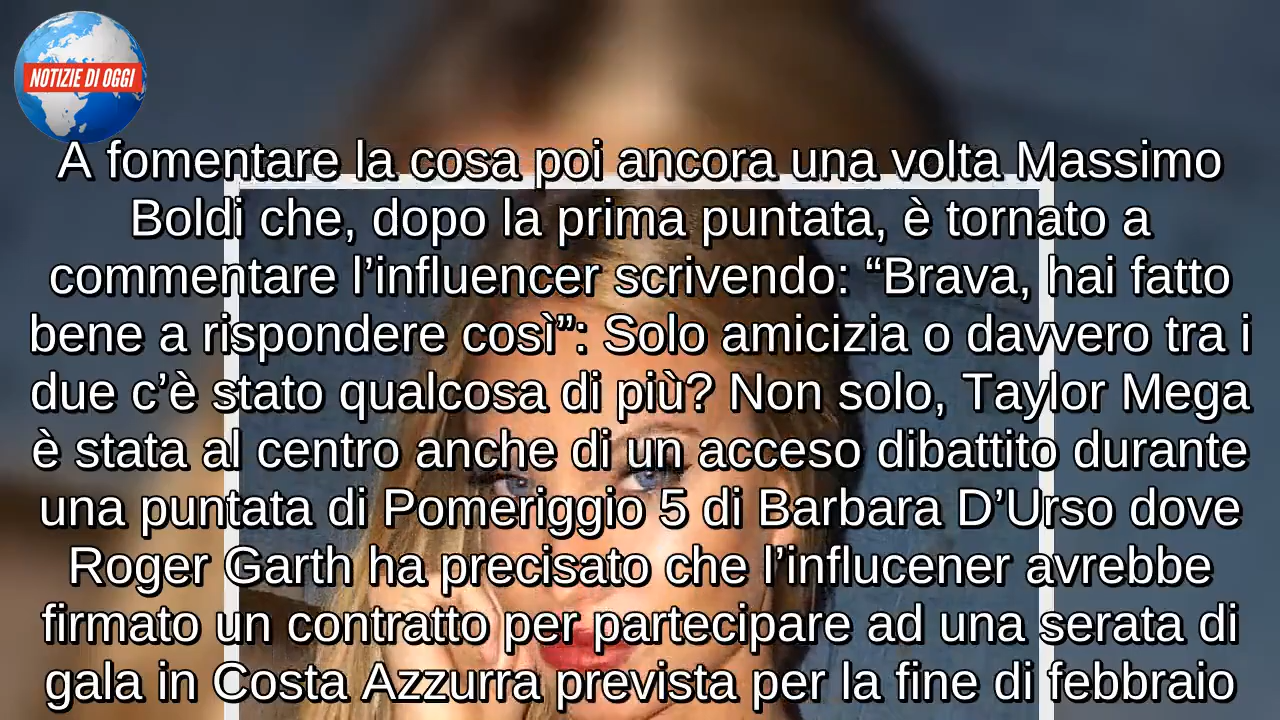 NOTIZIE DI OGGI
A fomentare la cosa poi ancora una volta Massimo
Boldi che, dopo la prima puntata, è tornato a
commentare l’influencer scrivendo: “Brava, hai fatto
bene a rispondere così”: Solo amicizia o davvero tra i
due c’è stato qualcosa di più? Non solo, Taylor Mega
è stata al centro anche di un acceso dibattito durante
una puntata di Pomeriggio 5 di Barbara D’Urso dove
Roger Garth ha precisato che l’influcener avrebbe
firmato un contratto per partecipare ad una serata di
gala in Costa Azzurra prevista per la fine di febbraio